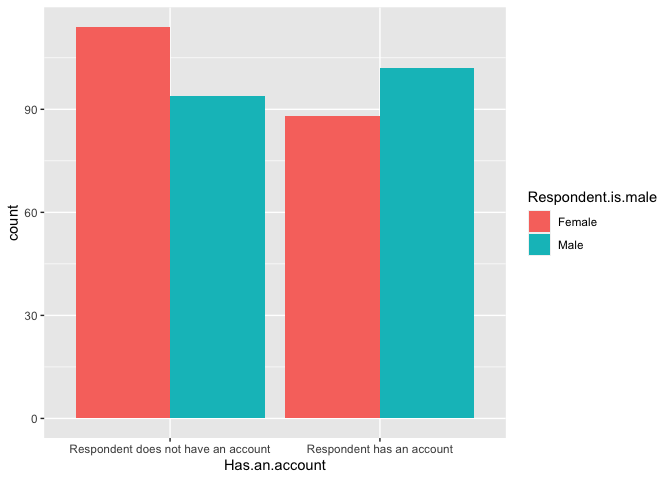 count
90
60
30
0
Respondent does not have an account
Respondent has an account
Has.an.account
Respondent.is.male
Female
Male